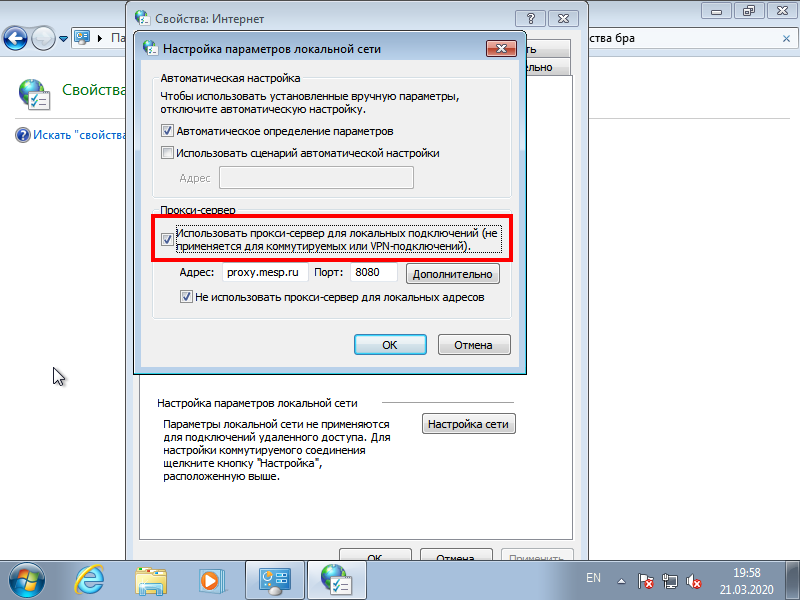 Свойства: Интернет
Настройка параметров локальной сети
Автоматическая настройка
Чтобы использовать установленные вручную параметры,
отключите автоматическую настройку.
Автоматическое определение параметров
Использовать сценарий автоматической настройки
Адрес
Прокси-сервер
Использовать прокси-сервер для локальных подключений (не
применяется для коммутируемых или VPN-подключений).
Адрес: proxy.mesp.ru Порт: 8080 Дополнительно
Не использовать прокси-сервер для локальных адресов
ОК Отмена
Настройка параметров локальной сети
Параметры локальной сети не применяются
для подключений удаленного доступа. Для
настройки коммутируемого соединения
щелкните кнопку "Настройка",
расположенную выше.
Настройка сети
ОК Отмена Применить
Па
ства бра
ть
ельно
Свойства
Искать "свойства
EN
19:58
21.03.2020